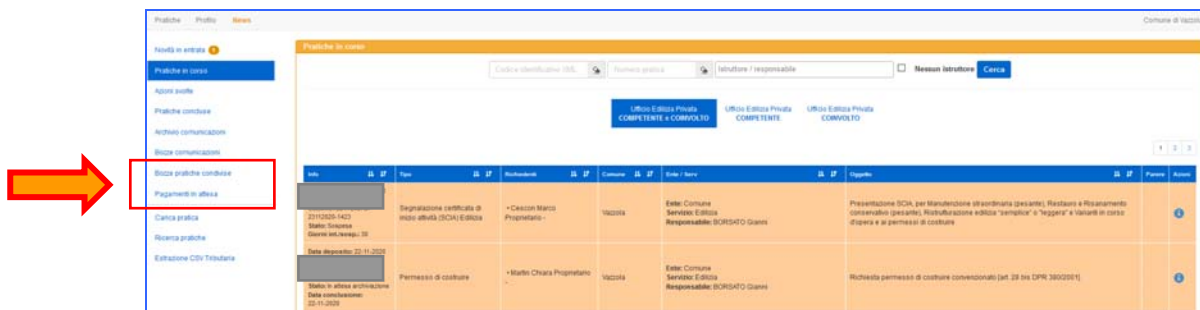 Pratiche Profilo News
Comune di Vazzola
Novità in entrata
Pratiche in corso
Azioni svolte
Pratiche concluse
Archivio comunicazioni
Bozze comunicazioni
Bozze pratiche condivise
Pagamenti in attesa
Carica pratica
Ricerca pratiche
Estrazione CSV Tributaria
Pratiche in corso
Codice identificativo SUAP Numero pratica Istruttore / responsabile Nessun istruttore Cerca
Ufficio Edilizia Privata COMPETENTE e COINVOLTO
Ufficio Edilizia Privata COMPETENTE
Ufficio Edilizia Privata COINVOLTO
1 2 3
Info Tipo Richiedenti Comune Ente / Serv Oggetto Parere Azioni
23112020-1423
Stato: Sospesa
Giorni int./sosp.: 30
Segnalazione certificata di
inizio attività (SCIA) Edilizia
• Ceccon Marco
Proprietario -
Vazzola
Ente: Comune
Servizio: Edilizia
Responsabile: BORSATO Gianni
Presentazione SCIA, per Manutenzione straordinaria (pesante), Restauro e Risanamento
conservativo (pesante), Ristrutturazione edilizia "semplice" o "leggera" e Varianti in corso
d'opera e ai permessi di costruire
Data deposito: 22-11-2020
Stato: In attesa archiviazione
Data conclusione:
22-11-2020
Permesso di costruire
• Martin Chiara Proprietario
-
Vazzola
Ente: Comune
Servizio: Edilizia
Responsabile: BORSATO Gianni
Richiesta permesso di costruire convenzionato (art. 28 bis DPR 380/2001)